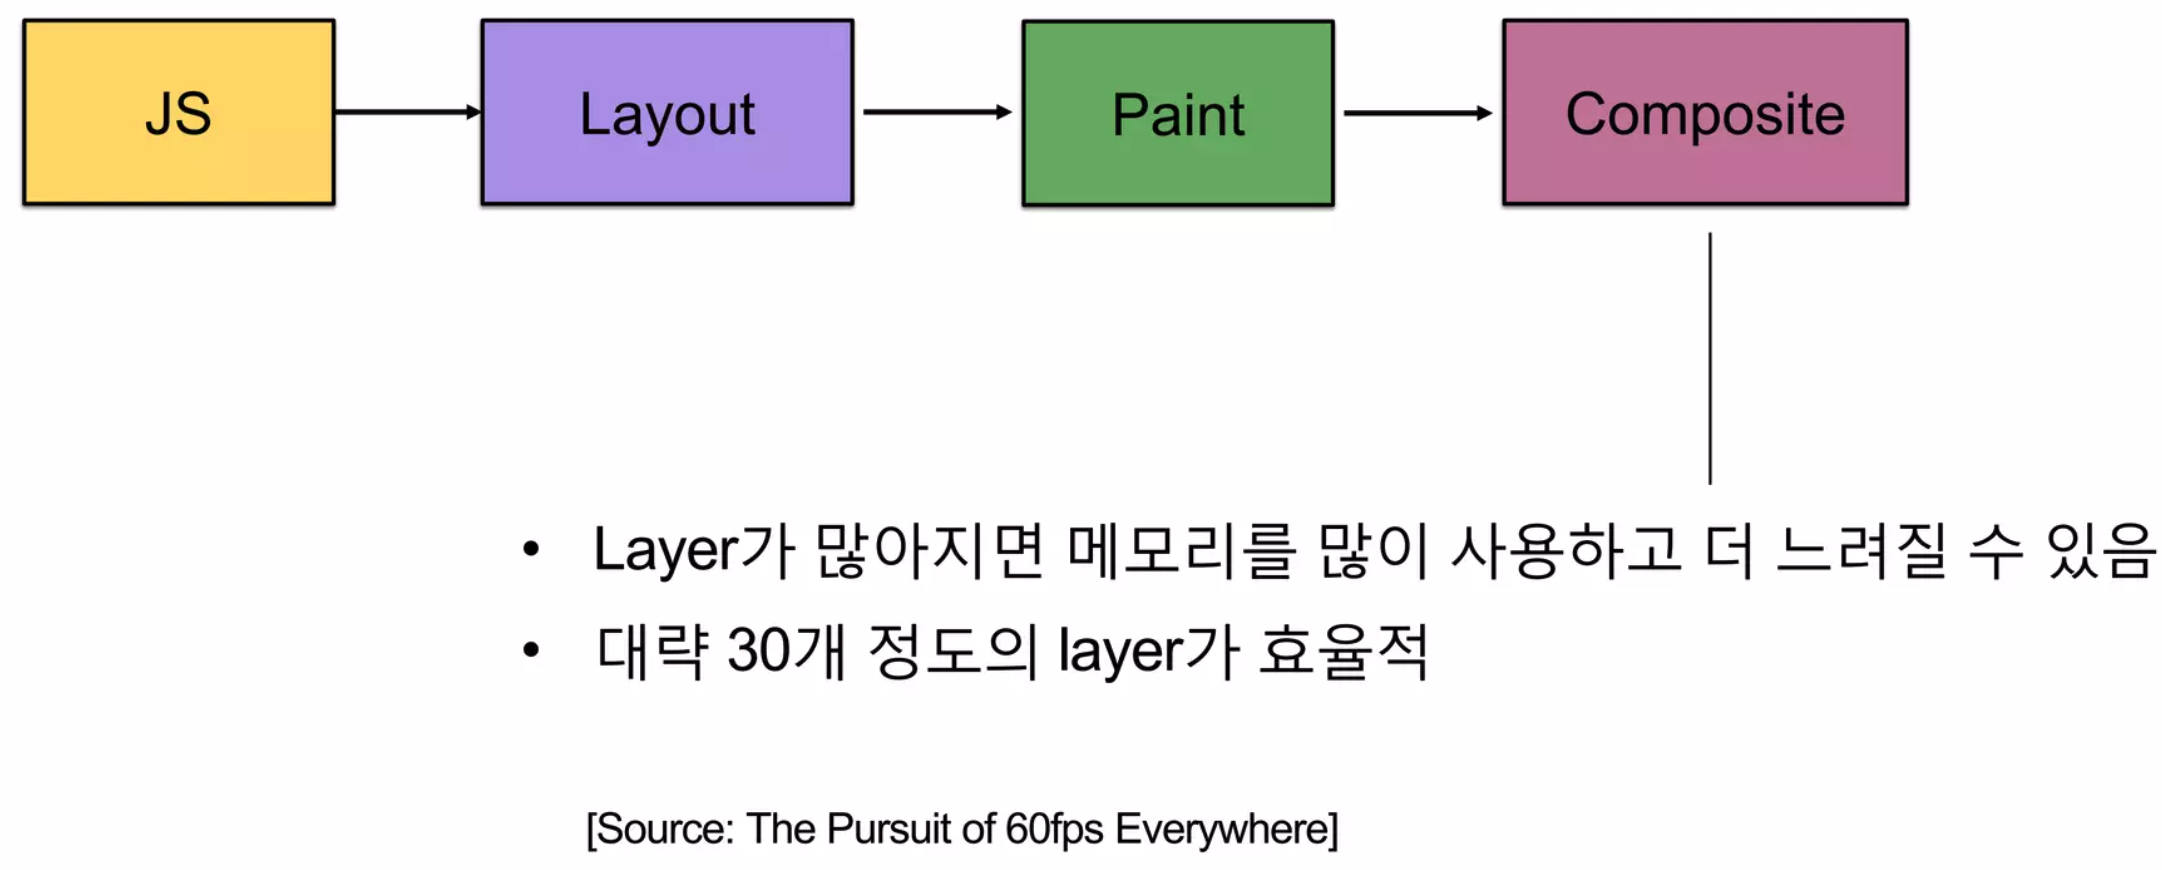 JS
Layout
Paint
Composite
• Layer가 많아지면 메모리를 많이 사용하고 더 느려질 수 있음
• 대략 30개 정도의 layer가 효율적
[Source: The Pursuit of 60fps Everywhere]